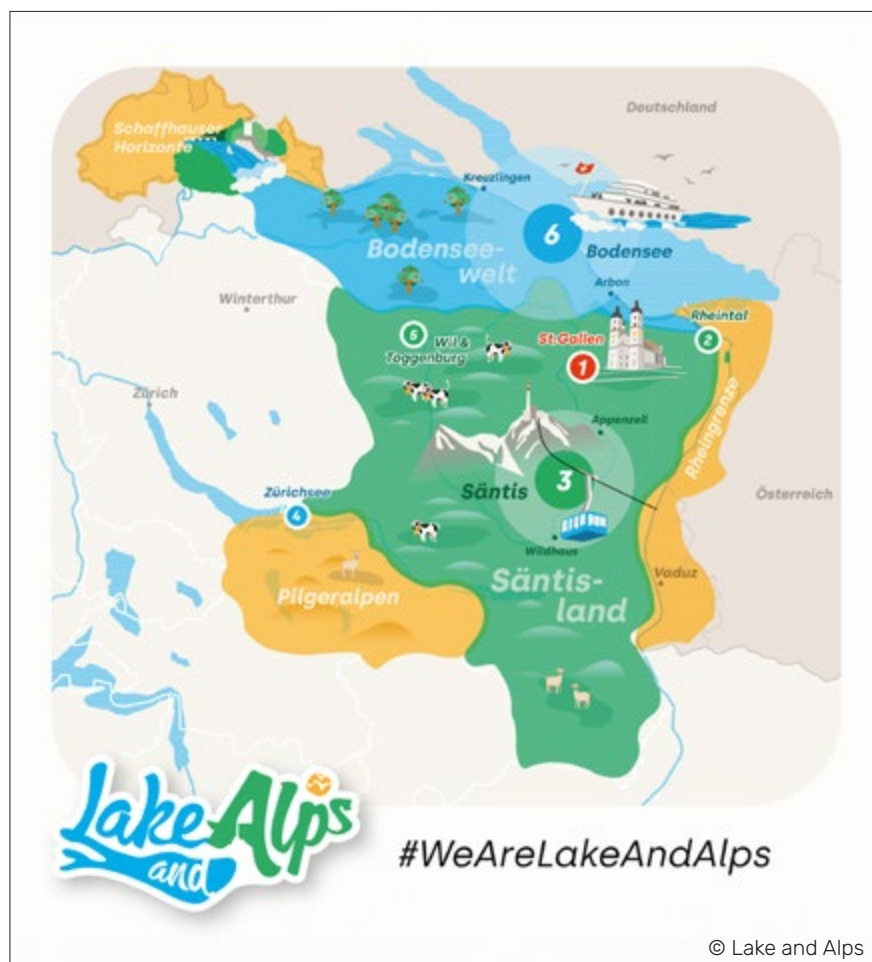 Deutschland
Schaffhauser
Horizonte
Kreuzlingen
6
Bodensee
Bodensee-
welt
Arbon
Winterthur
Rheintal
2
5
Wil &
Toggenburg
St.Gallen
1
Zürich
Appenzell
Rheingrenze
Säntis
3
Zürichsee
4
Österreich
Wildhaus
Säntis-
land
Vaduz
Pilgeralpen
Lake and Alps
#WeAreLakeAndAlps
© Lake and Alps